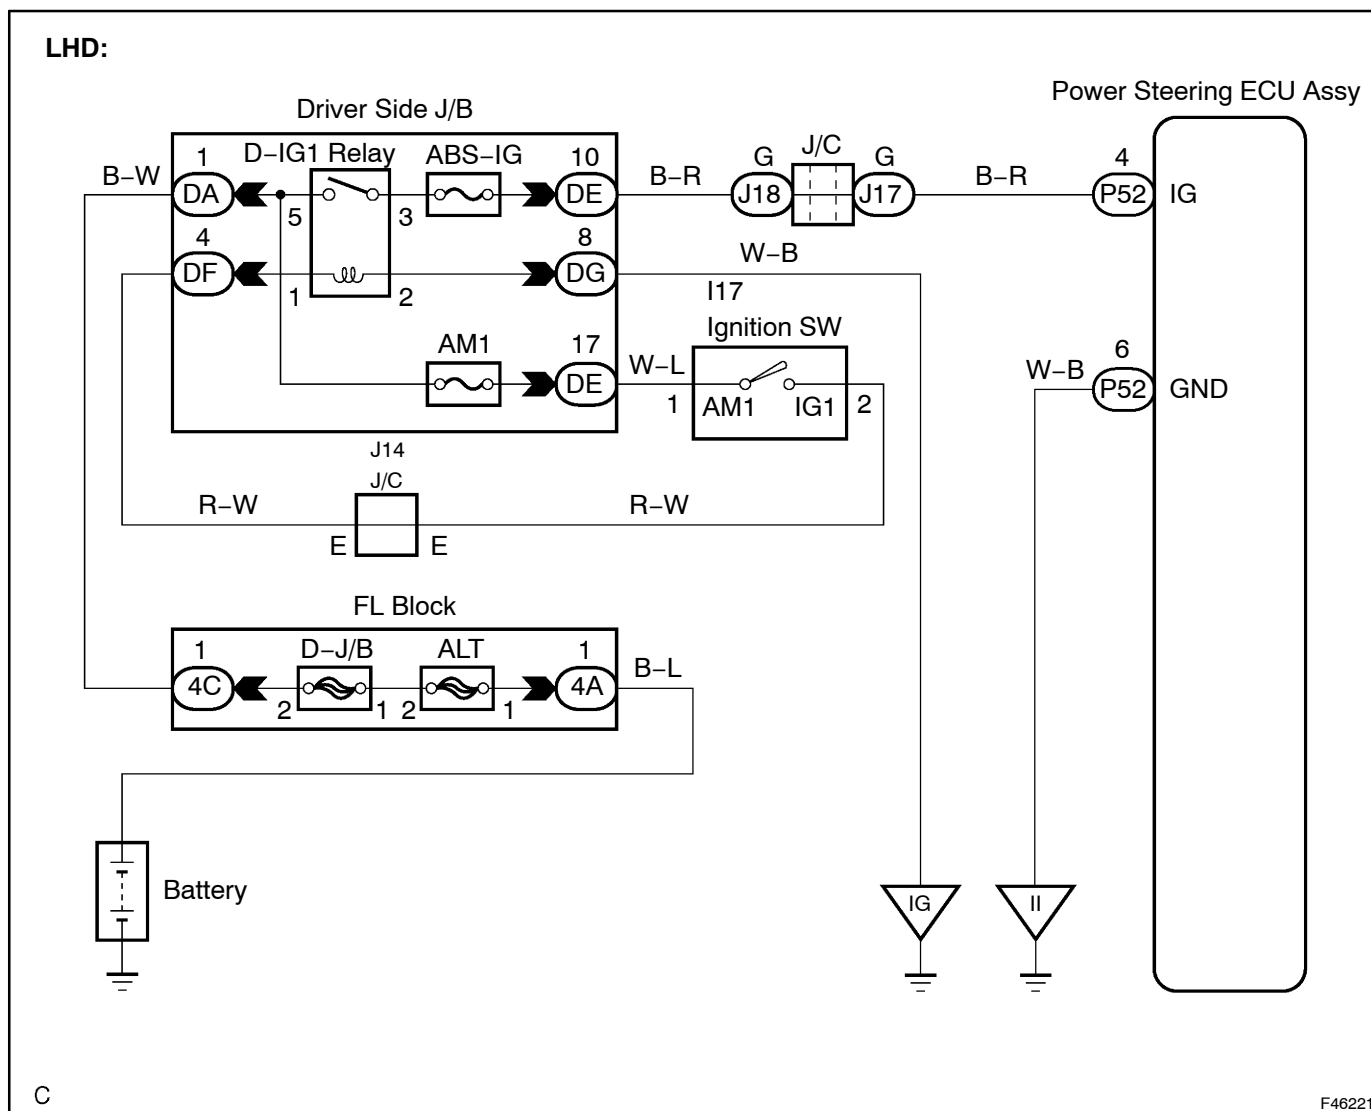 LHD:
Power Steering ECU Assy
Driver Side J/B
1
D−IG1 Relay
ABS−IG
10
G
J/C
G
4
B−W
DA
5
3
DE
B−R
J18
J17
B−R
P52
IG
4
8
W−B
DF
1
2
DG
I17
Ignition SW
AM1
17
W−L
6
DE
1
AM1
IG1
2
W−B
P52
GND
J14
J/C
R−W
R−W
E
E
FL Block
1
D−J/B
ALT
1
B−L
4C
2
1
2
1
4A
Battery
IG
II
C
F46221